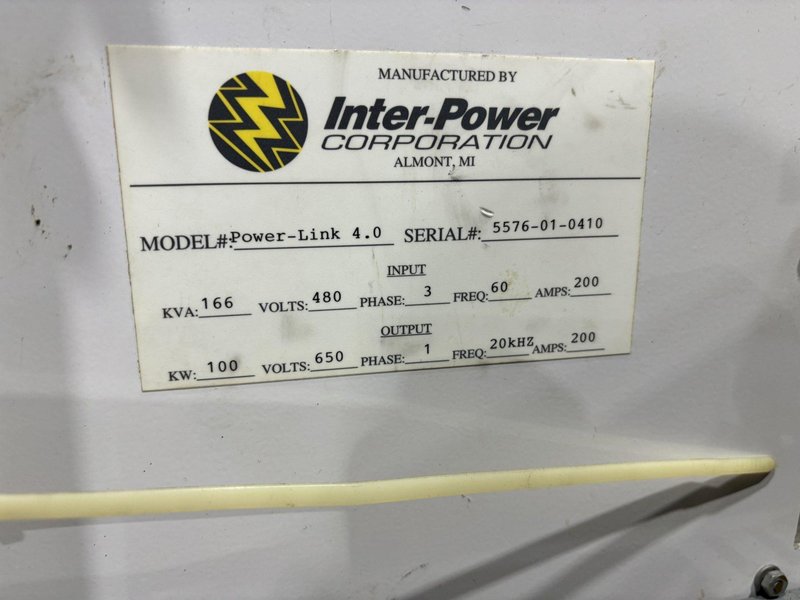 MANUFACTURED BY
Inter-Power
CORPORATION
ALMONT, MI
MODEL#: Power-Link 4.0 SERIAL#: 5576-01-0410
INPUT
KVA: 166 VOLTS: 480 PHASE: 3 FREQ: 60 AMPS: 200
OUTPUT
KW: 100 VOLTS: 650 PHASE: 1 FREQ: 20kHZ AMPS: 200